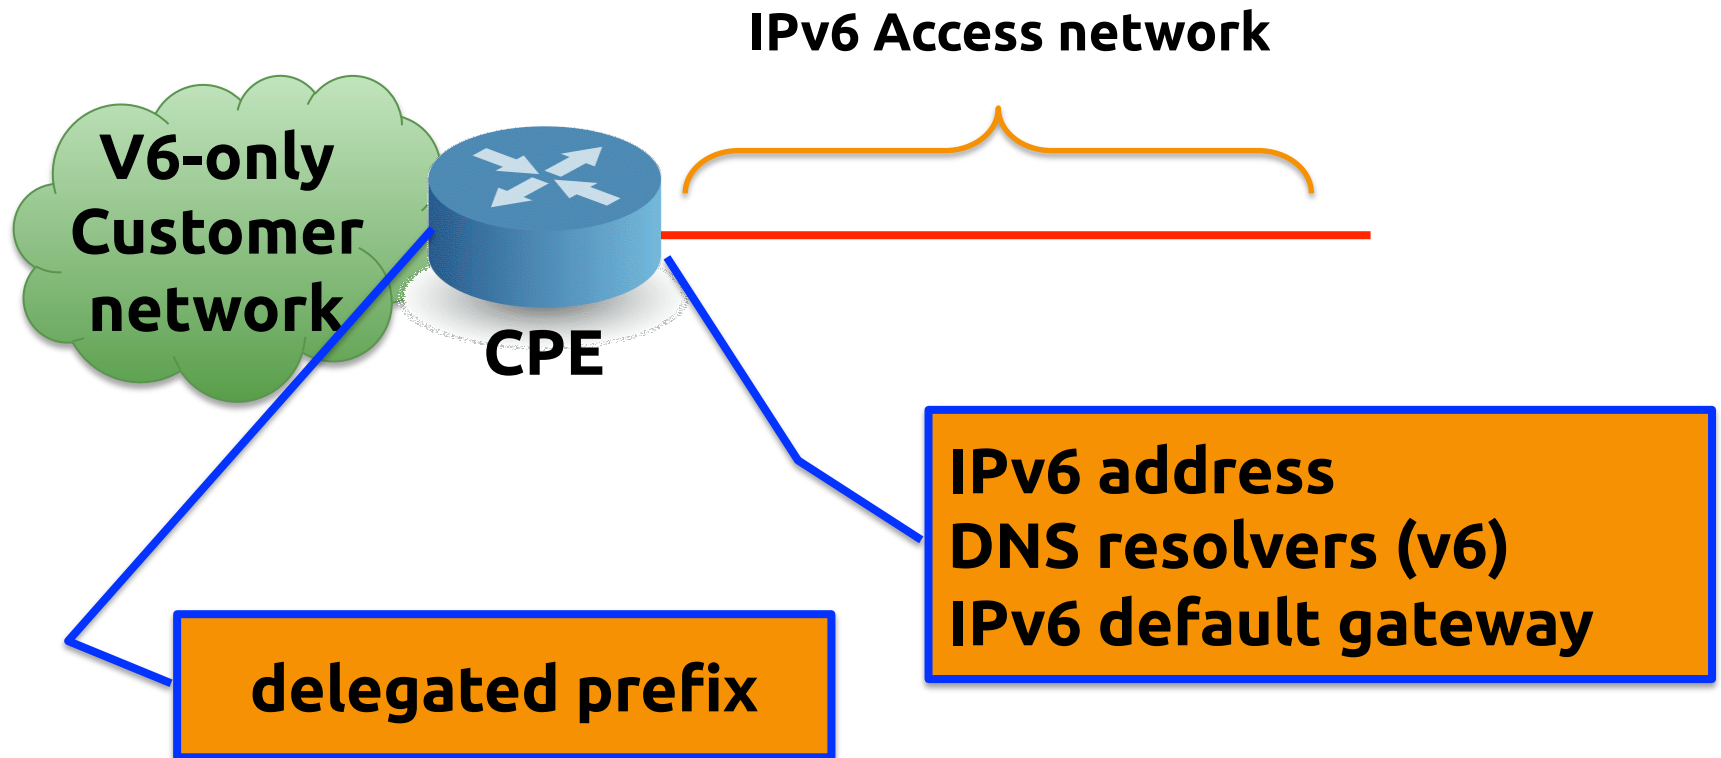 IPv6 Access network
V6-only
Customer
network
CPE
IPv6 address
DNS resolvers (v6)
IPv6 default gateway
delegated prefix